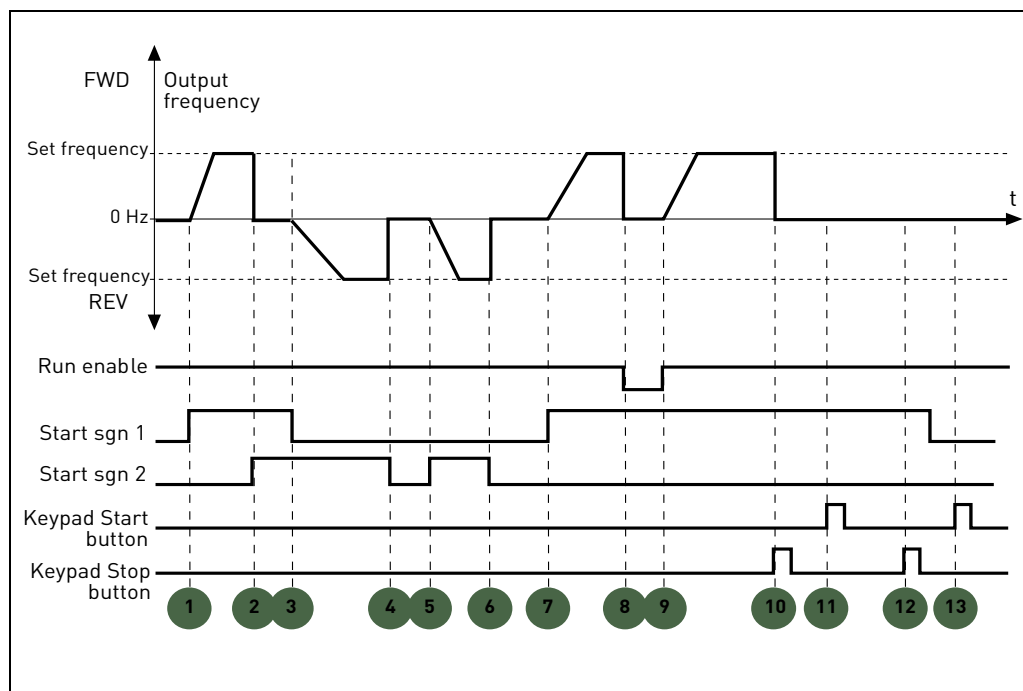 FWD
Output
frequency
Set frequency
t
0 Hz
Set frequency
REV
Run enable
Start sgn 1
Start sgn 2
Keypad Start
button
Keypad Stop
button
1 2 3 4 5 6 7 8 9 10 11 12 13